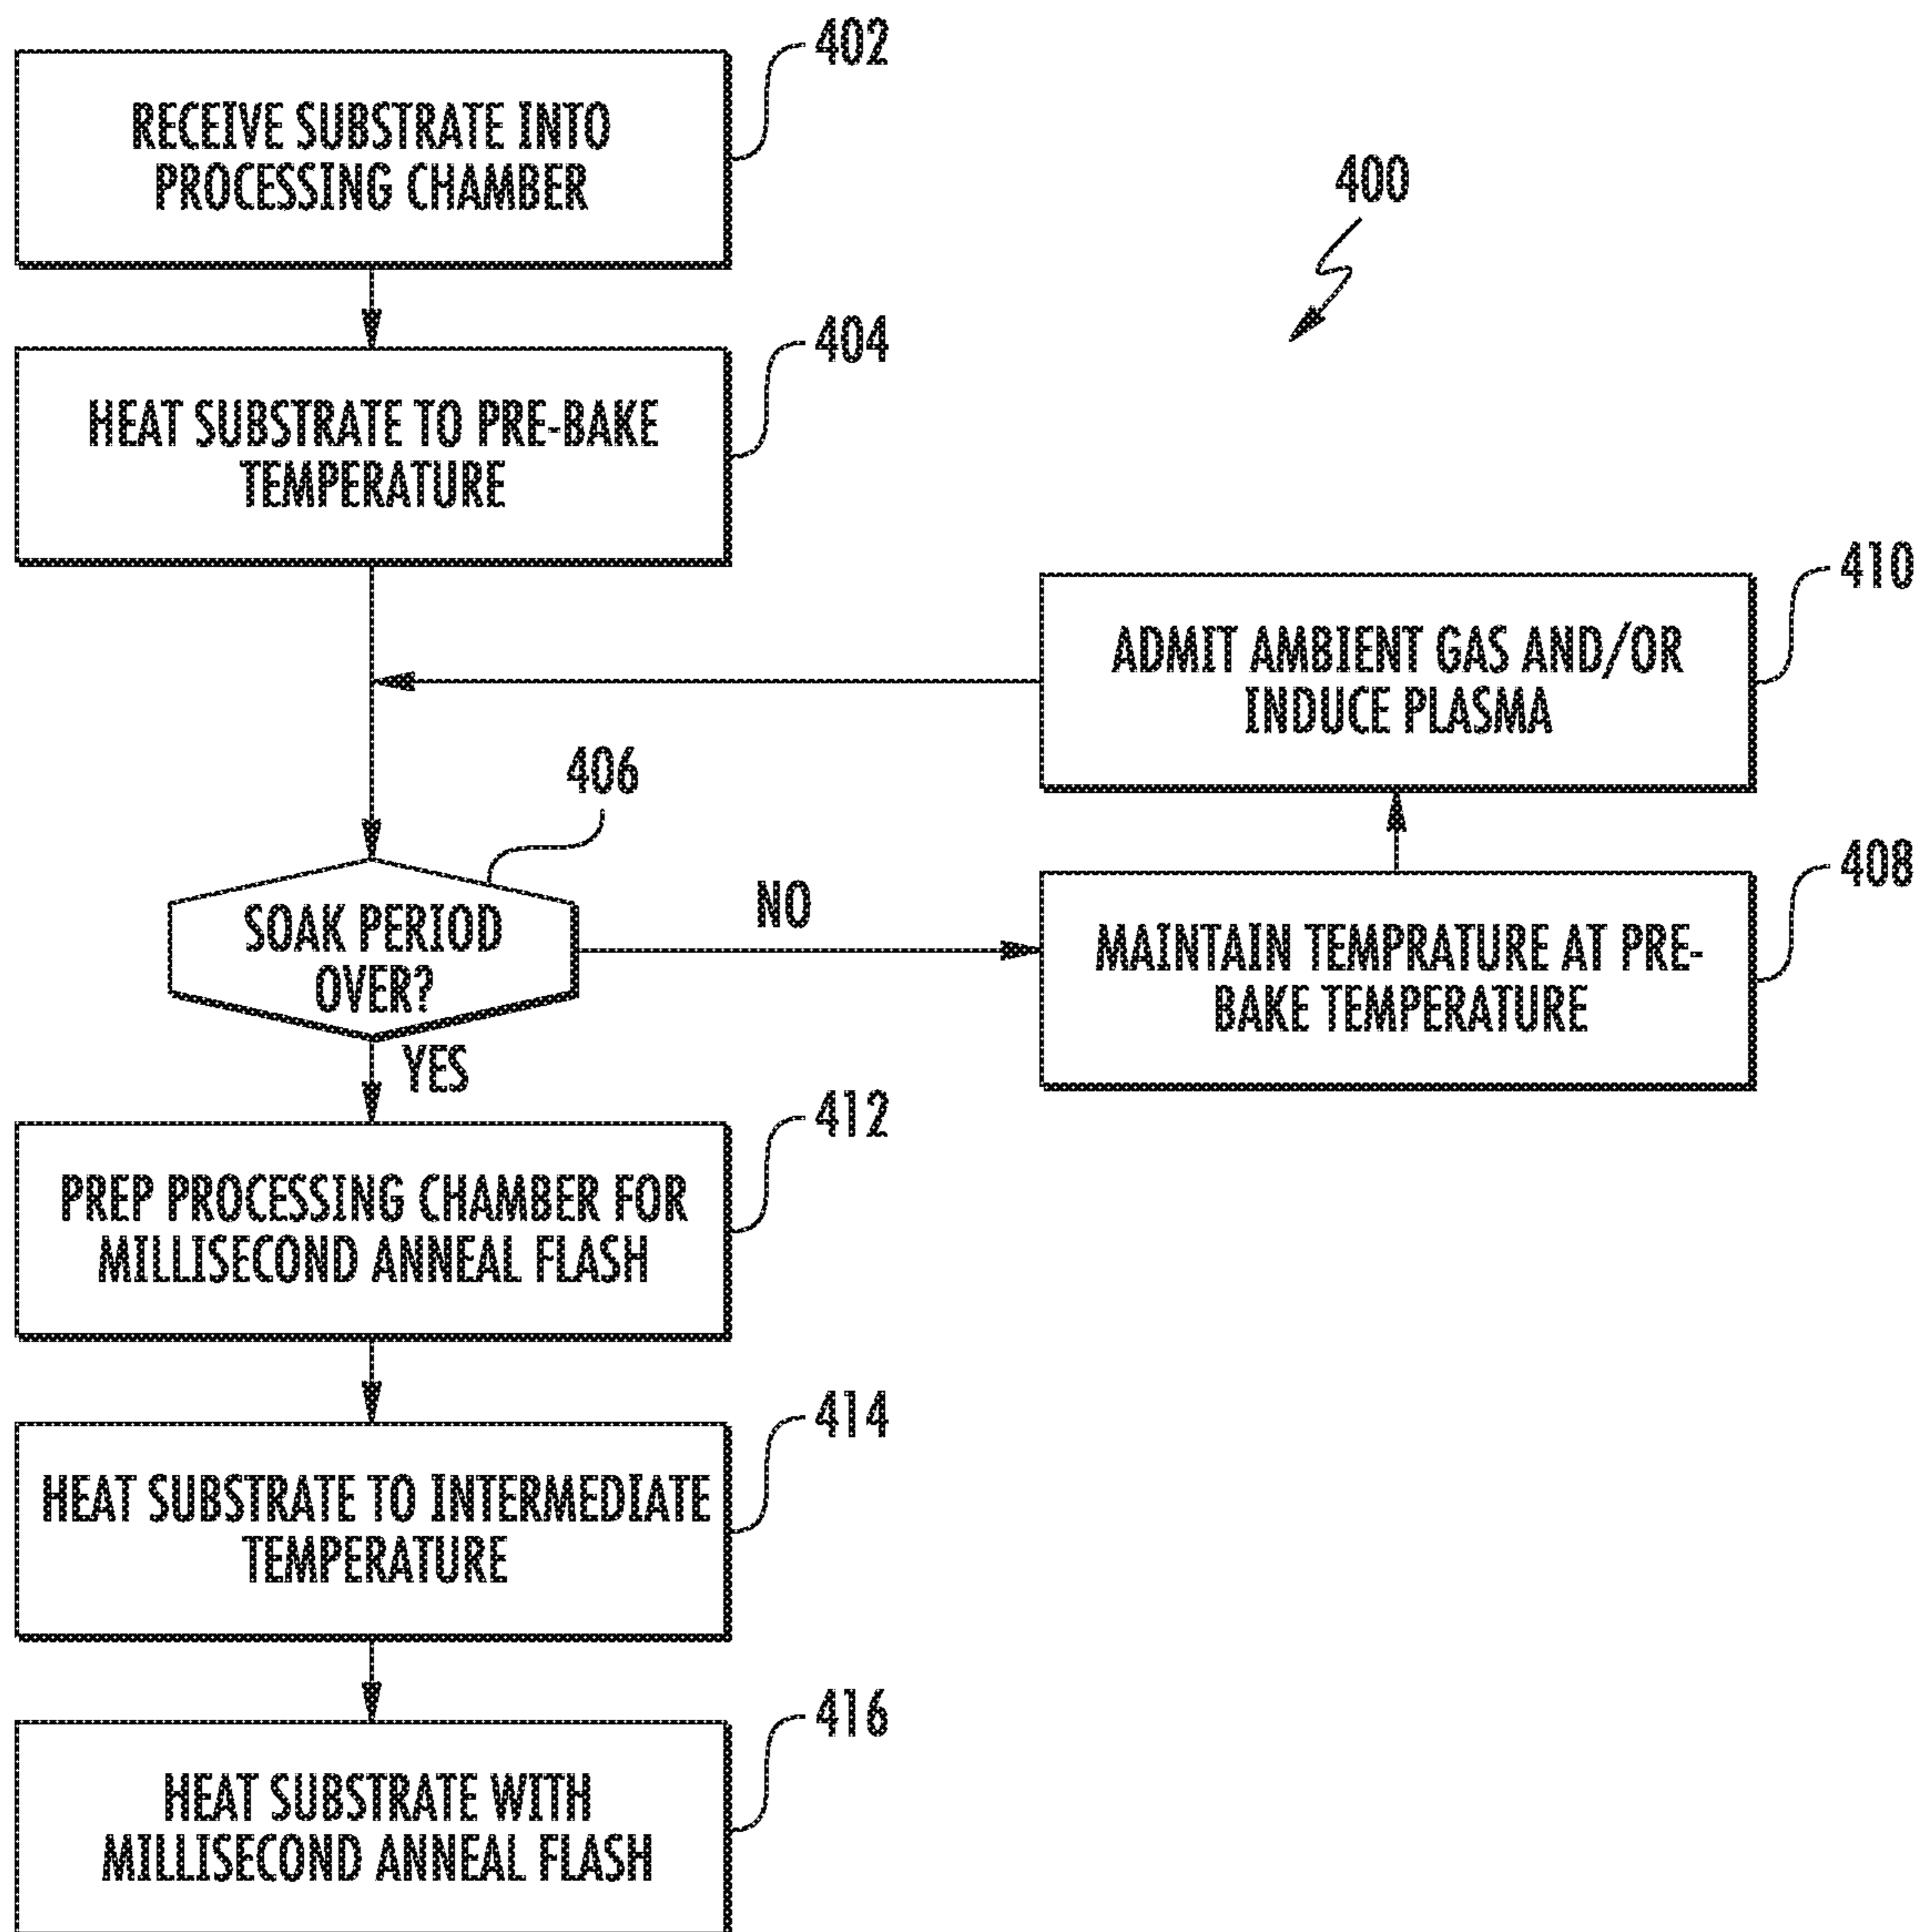 402
RECEIVE SUBSTRATE INTO
PROCESSING CHAMBER
400
404
HEAT SUBSTRATE TO PRE-BAKE
TEMPERATURE
410
ADMIT AMBIENT GAS AND/OR
INDUCE PLASMA
406
SOAK PERIOD
OVER?
NO
YES
408
MAINTAIN TEMPRATURE AT PRE-
BAKE TEMPERATURE
412
PREP PROCESSING CHAMBER FOR
MILLISECOND ANNEAL FLASH
414
HEAT SUBSTRATE TO INTERMEDIATE
TEMPERATURE
416
HEAT SUBSTRATE WITH
MILLISECOND ANNEAL FLASH